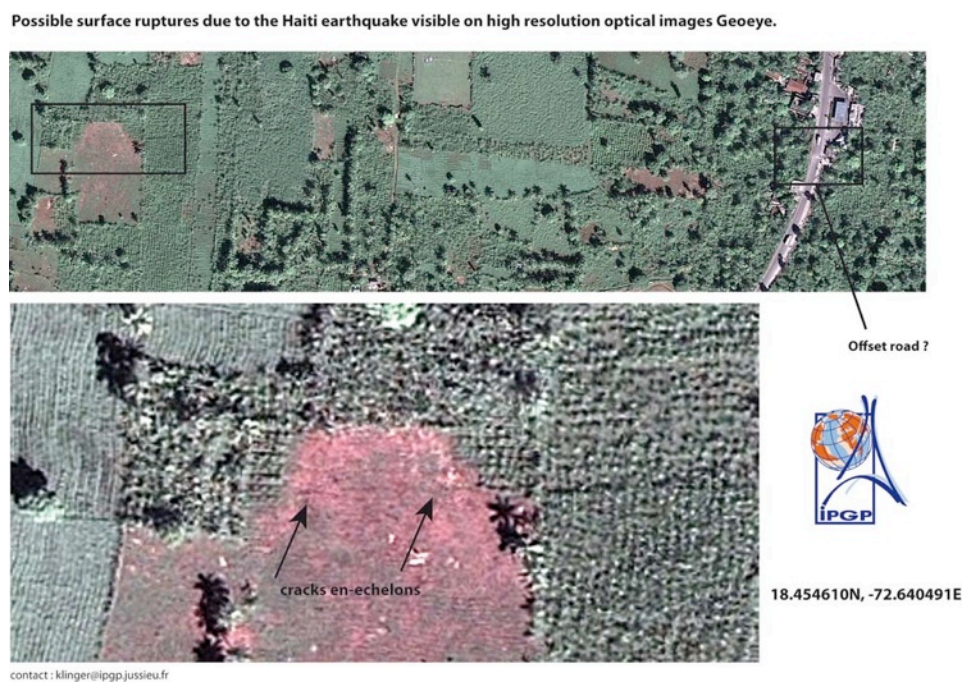 Possible surface ruptures due to the Haiti earthquake visible on high resolution optical images Geoeye.
Offset road ?
cracks en-echelons
iPGP
18.454610N, -72.640491E
contact : klinger@ipgp.jussieu.fr